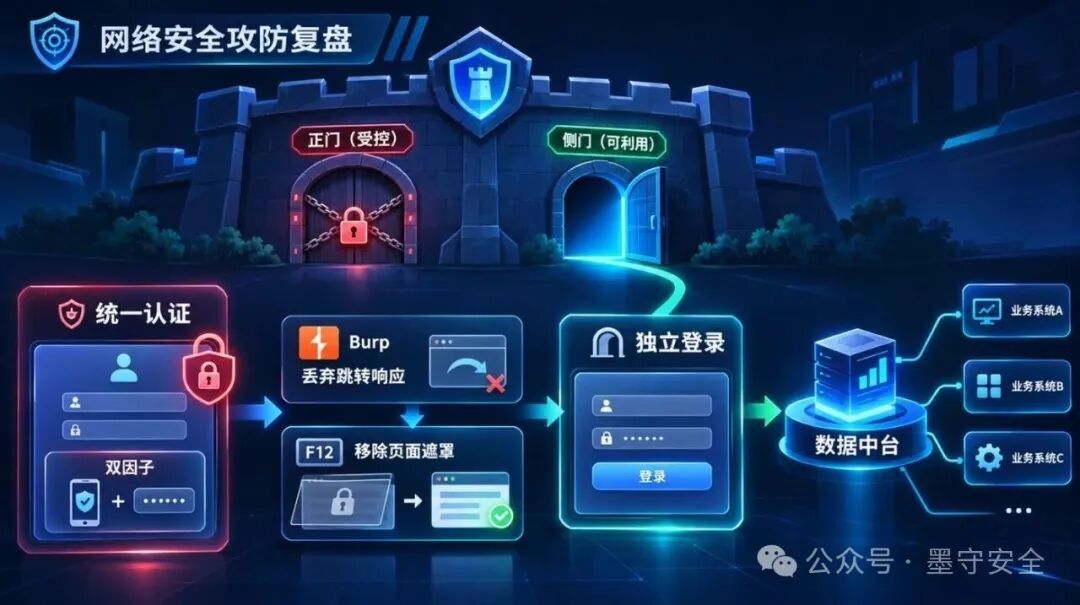 网络安全攻防复盘
正门（受控）
侧门（可利用）
统一认证
双因子
Burp
丢弃跳转响应
F12
移除页面遮罩
独立登录
登录
数据中台
业务系统A
业务系统B
业务系统C
公众号 · 墨守安全